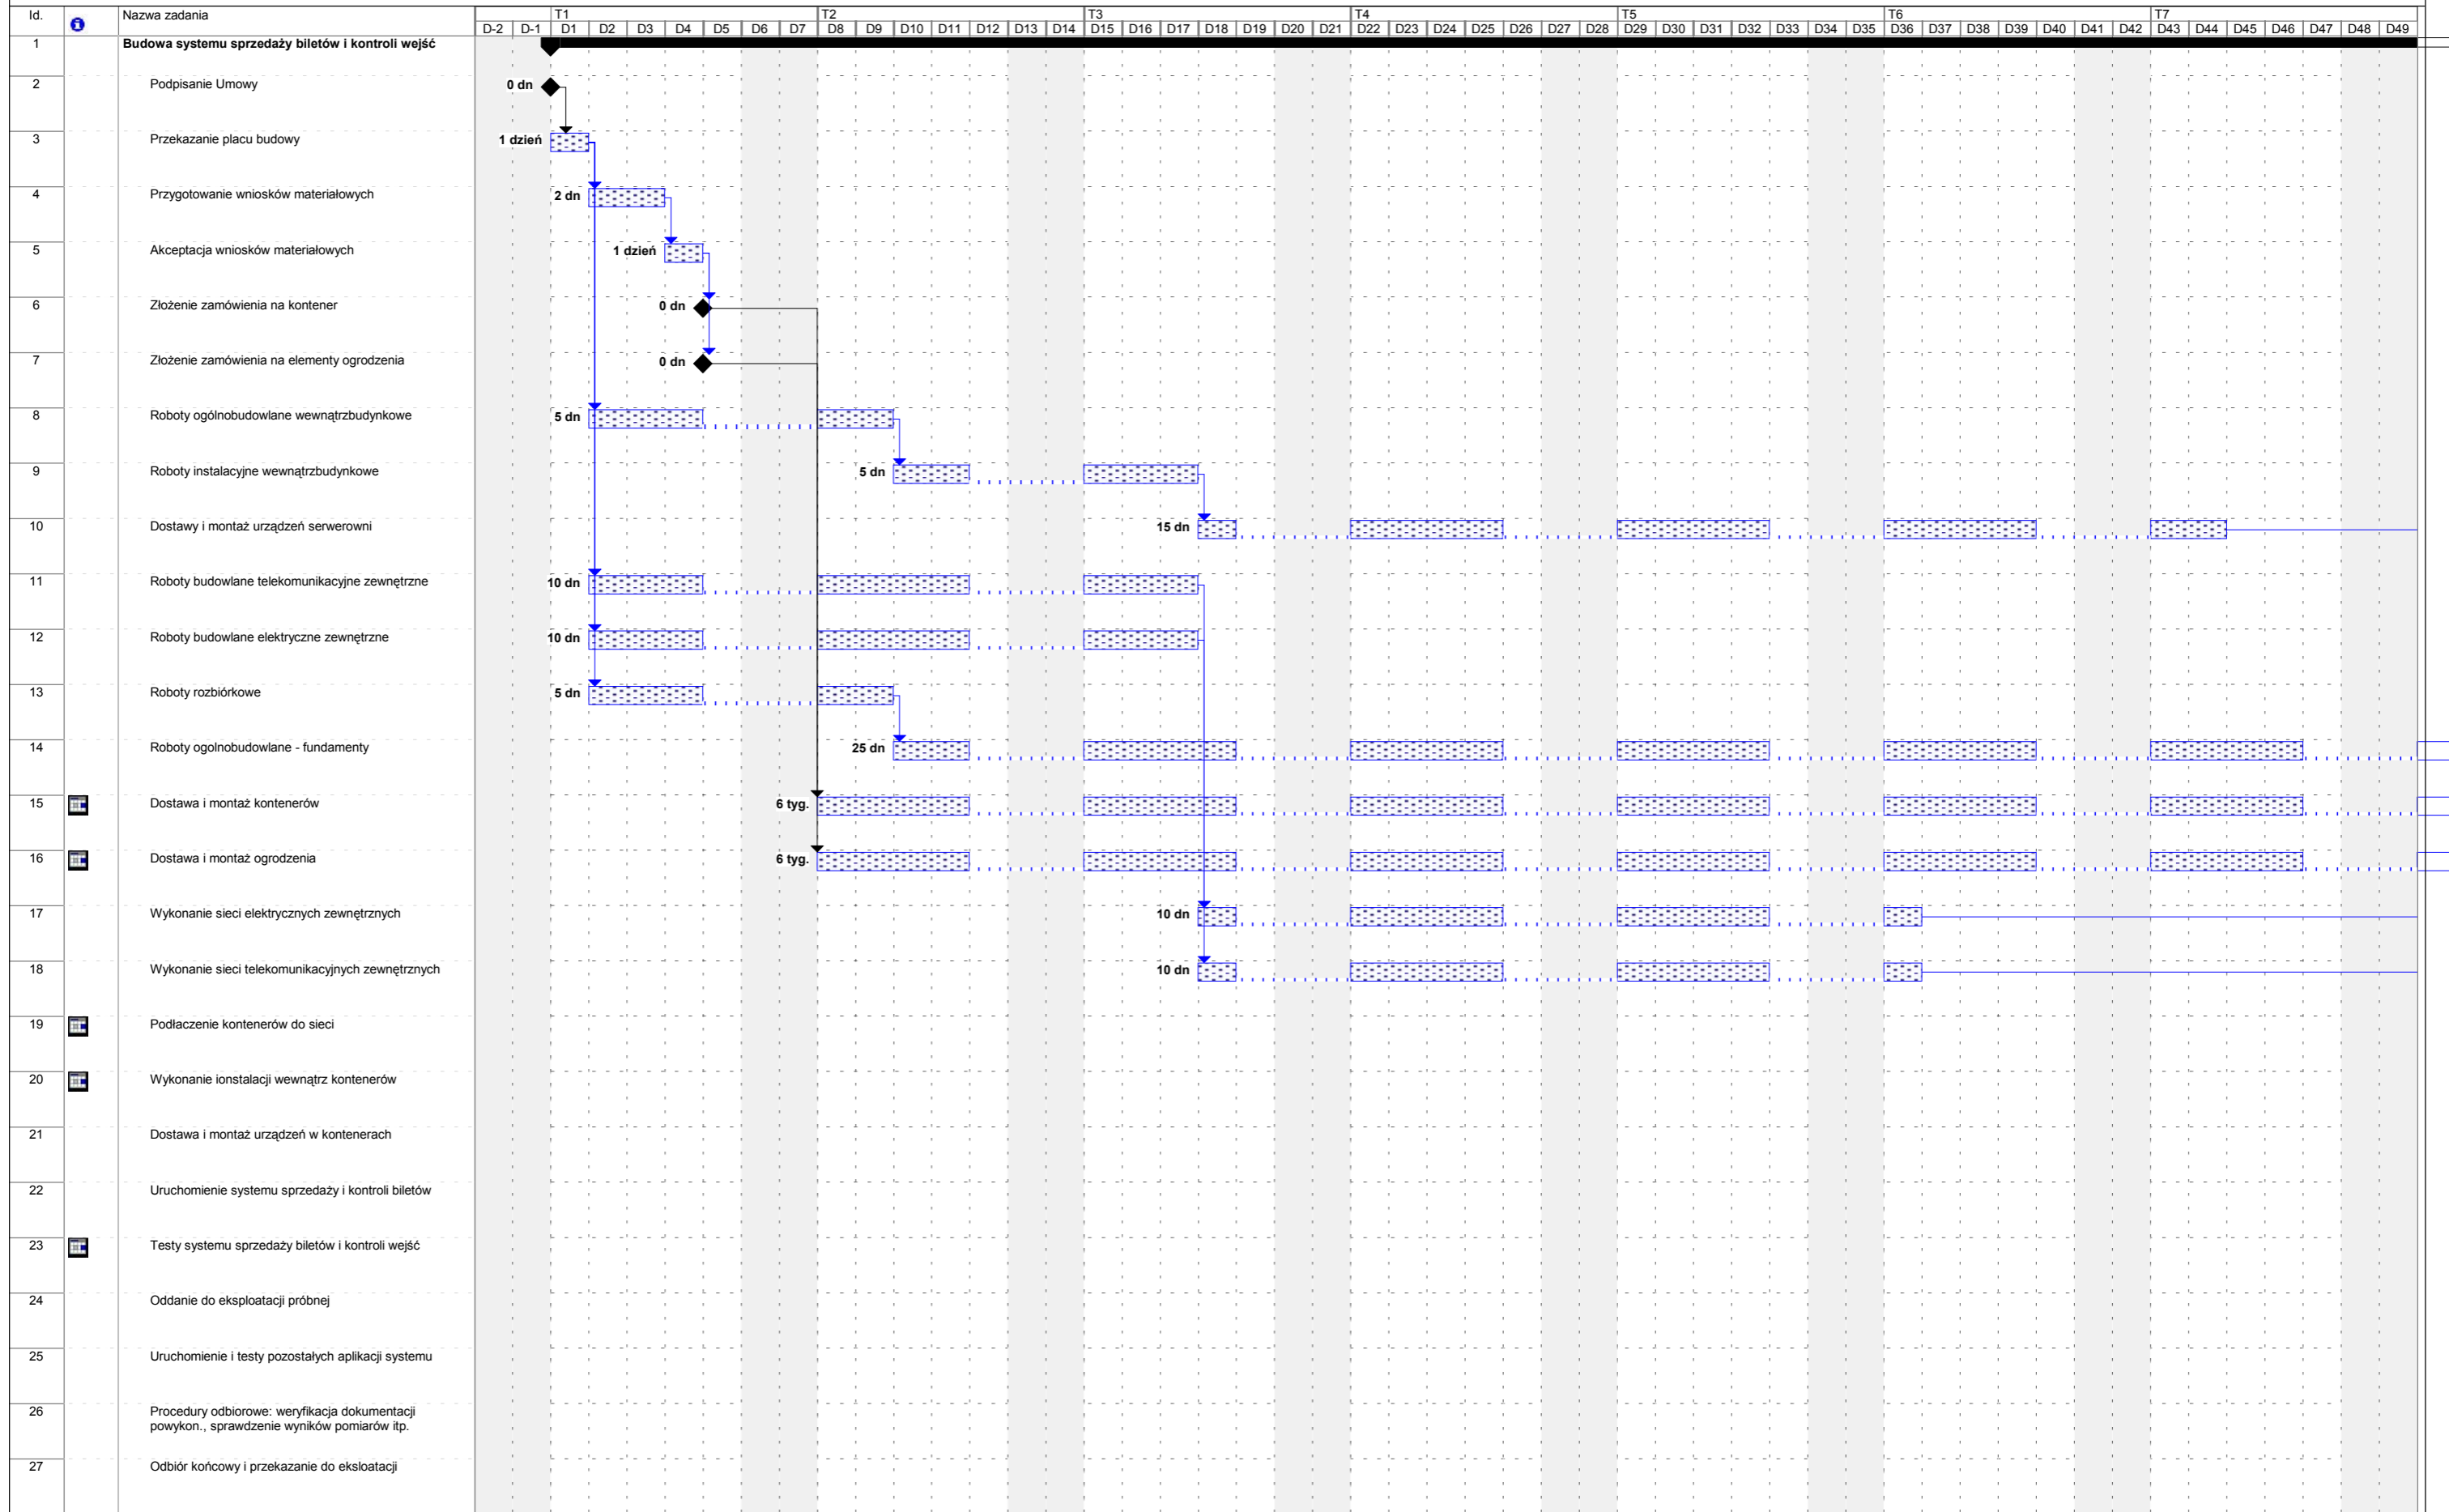 Id. Nazwa zadania T1 T2 T3 T4 T5 T6 T7
D-2 D-1 D1 D2 D3 D4 D5 D6 D7 D8 D9 D10 D11 D12 D13 D14 D15 D16 D17 D18 D19 D20 D21 D22 D23 D24 D25 D26 D27 D28 D29 D30 D31 D32 D33 D34 D35 D36 D37 D38 D39 D40 D41 D42 D43 D44 D45 D46 D47 D48 D49
1 Budowa systemu sprzedaży biletów i kontroli wejść
2 Podpisanie Umowy 0 dn
3 Przekazanie placu budowy 1 dzień
4 Przygotowanie wniosków materiałowych 2 dn
5 Akceptacja wniosków materiałowych 1 dzień
6 Złożenie zamówienia na kontener 0 dn
7 Złożenie zamówienia na elementy ogrodzenia 0 dn
8 Roboty ogólnobudowlane wewnątrzbudynkowe 5 dn
9 Roboty instalacyjne wewnątrzbudynkowe 5 dn
10 Dostawy i montaż urządzeń serwerowni 15 dn
11 Roboty budowlane telekomunikacyjne zewnętrzne 10 dn
12 Roboty budowlane elektryczne zewnętrzne 10 dn
13 Roboty rozbiórkowe 5 dn
14 Roboty ogolnobudowlane - fundamenty 25 dn
15 Dostawa i montaż kontenerów 6 tyg.
16 Dostawa i montaż ogrodzenia 6 tyg.
17 Wykonanie sieci elektrycznych zewnętrznych 10 dn
18 Wykonanie sieci telekomunikacyjnych zewnętrznych 10 dn
19 Podłaczenie kontenerów do sieci
20 Wykonanie ionstalacji wewnątrz kontenerów
21 Dostawa i montaż urządzeń w kontenerach
22 Uruchomienie systemu sprzedaży i kontroli biletów
23 Testy systemu sprzedaży biletów i kontroli wejść
24 Oddanie do eksploatacji próbnej
25 Uruchomienie i testy pozostałych aplikacji systemu
26 Procedury odbiorowe: weryfikacja dokumentacji
powykon., sprawdzenie wyników pomiarów itp.
27 Odbiór końcowy i przekazanie do eksloatacji